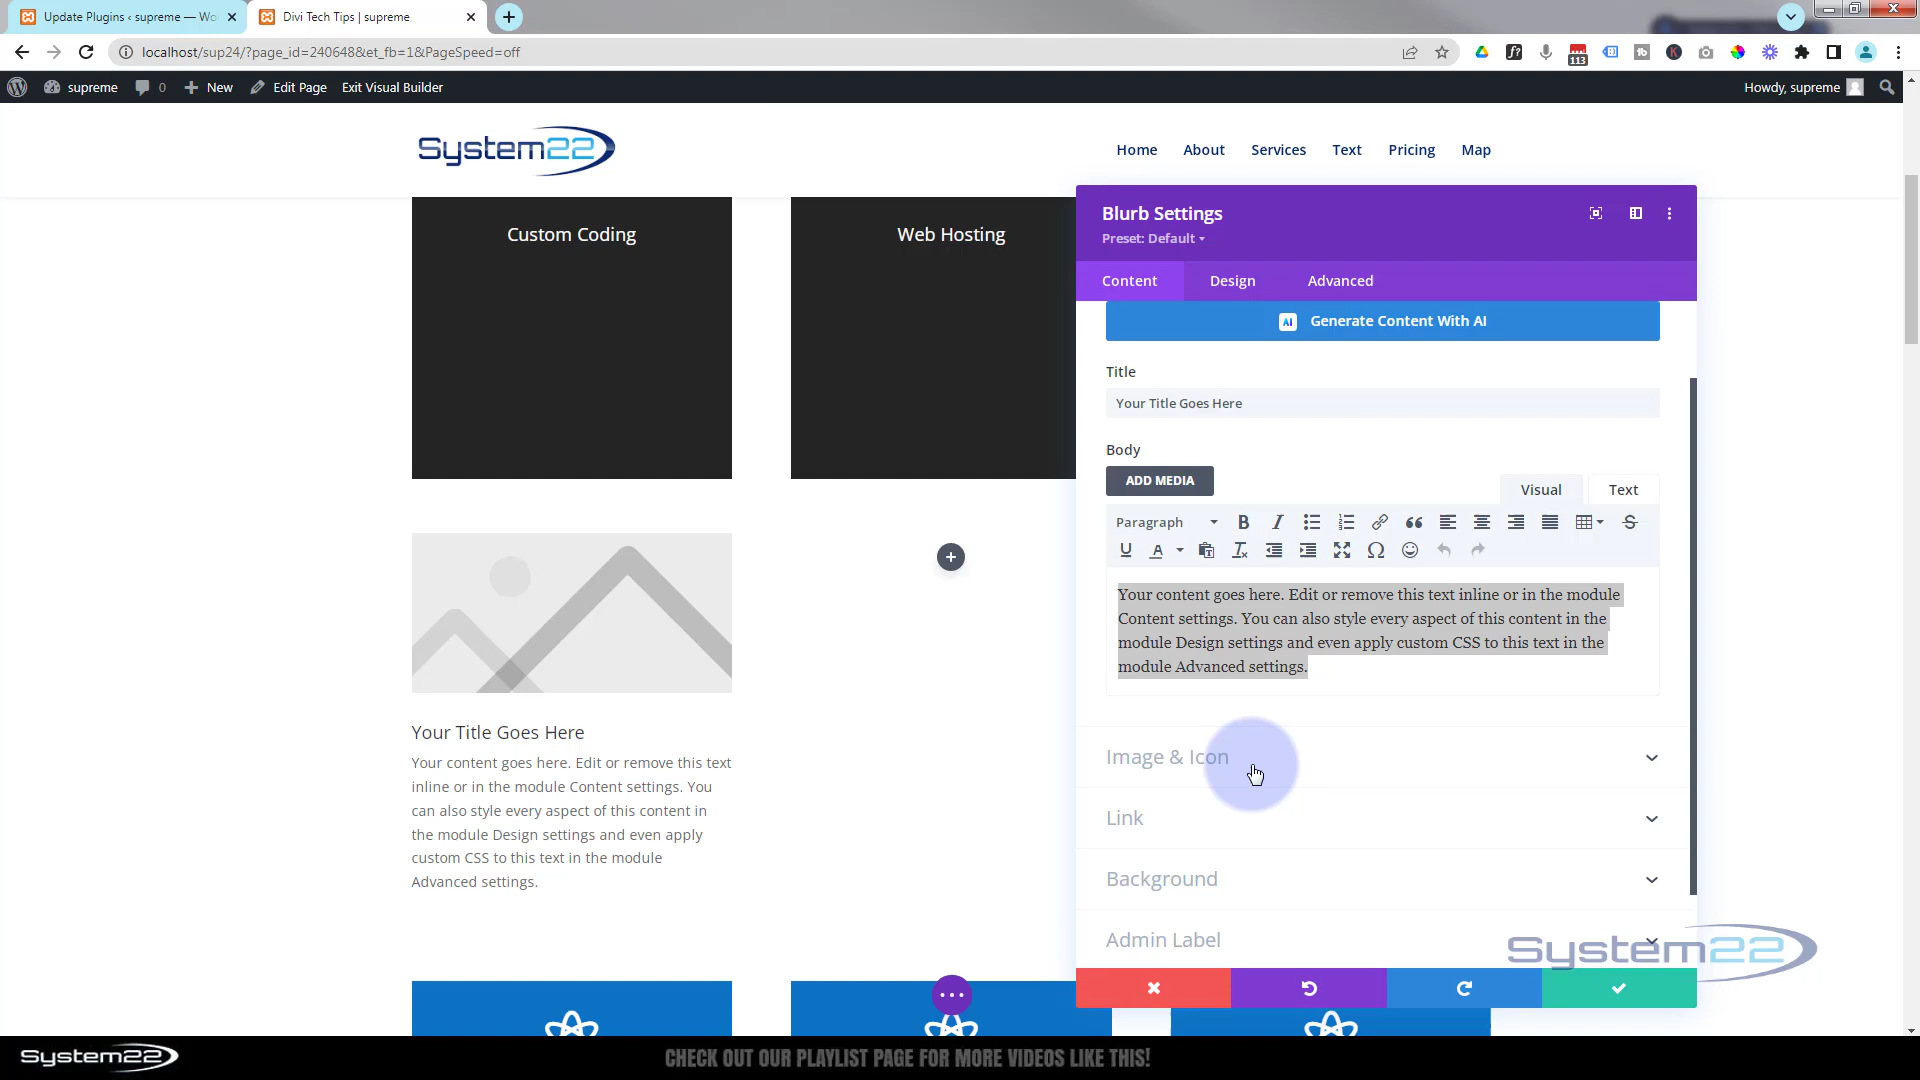 Update Plugins ‹ supreme — Wo
Divi Tech Tips | supreme
localhost/sup24/?page_id=240648&et_fb=1&PageSpeed=off
113
supreme
0
New
Edit Page
Exit Visual Builder
Howdy, supreme
System22
Home
About
Services
Text
Pricing
Map
Custom Coding
Web Hosting
Your Title Goes Here
Your content goes here. Edit or remove this text
inline or in the module Content settings. You
can also style every aspect of this content in
the module Design settings and even apply
custom CSS to this text in the module
Advanced settings.
Blurb Settings
Preset: Default
Content
Design
Advanced
AI Generate Content With AI
Title
Your Title Goes Here
Body
ADD MEDIA
Visual
Text
Paragraph
Your content goes here. Edit or remove this text inline or in the module
Content settings. You can also style every aspect of this content in the
module Design settings and even apply custom CSS to this text in the
module Advanced settings.
Image & Icon
Link
Background
Admin Label
System22
System22
CHECK OUT OUR PLAYLIST PAGE FOR MORE VIDEOS LIKE THIS!